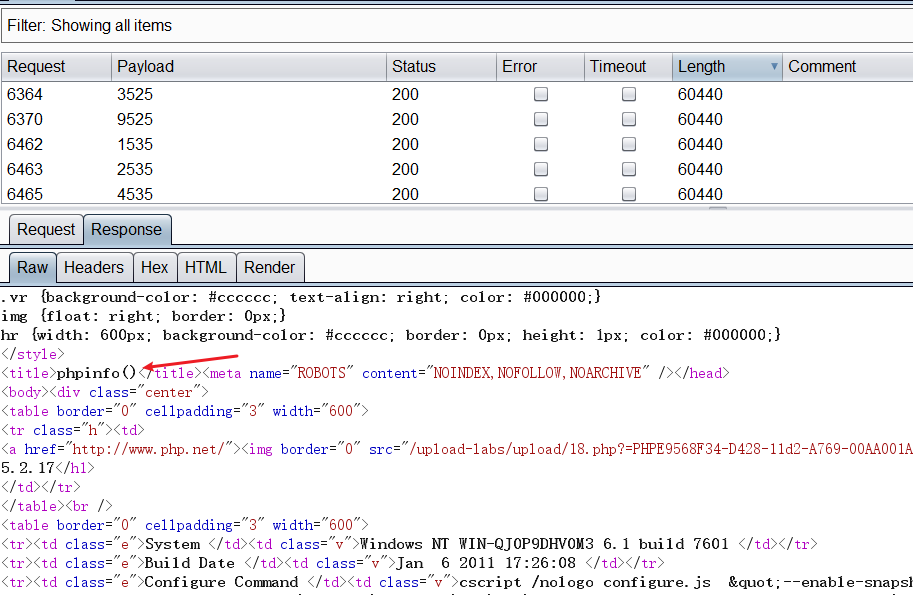 Filter: Showing all items
Request Payload Status Error Timeout Length Comment
6364 3525 200 60440
6370 9525 200 60440
6462 1535 200 60440
6463 2535 200 60440
6465 4535 200 60440
Request Response
Raw Headers Hex HTML Render
.vr {background-color: #cccccc; text-align: right; color: #000000;}
img {float: right; border: 0px;}
hr {width: 600px; background-color: #cccccc; border: 0px; height: 1px; color: #000000;}
</style>
<title>phpinfo()</title><meta name="ROBOTS" content="NOINDEX,NOFOLLOW,NOARCHIVE" /></head>
<body><div class="center">
<table border="0" cellpadding="3" width="600">
<tr class="h"><td>
<a href="http://www.php.net/"><img border="0" src="/upload-labs/upload/18.php?=PHPE9568F34-D428-11d2-A769-00AA001A
5.2.17</h1>
</td></tr>
</table><br />
<table border="0" cellpadding="3" width="600">
<tr><td class="e">System </td><td class="v">Windows NT WIN-QJ0P9DHV0M3 6.1 build 7601 </td></tr>
<tr><td class="e">Build Date </td><td class="v">Jan  6 2011 17:26:08 </td></tr>
<tr><td class="e">Configure Command </td><td class="v">cscript /nologo configure.js  &quot;--enable-snapsh